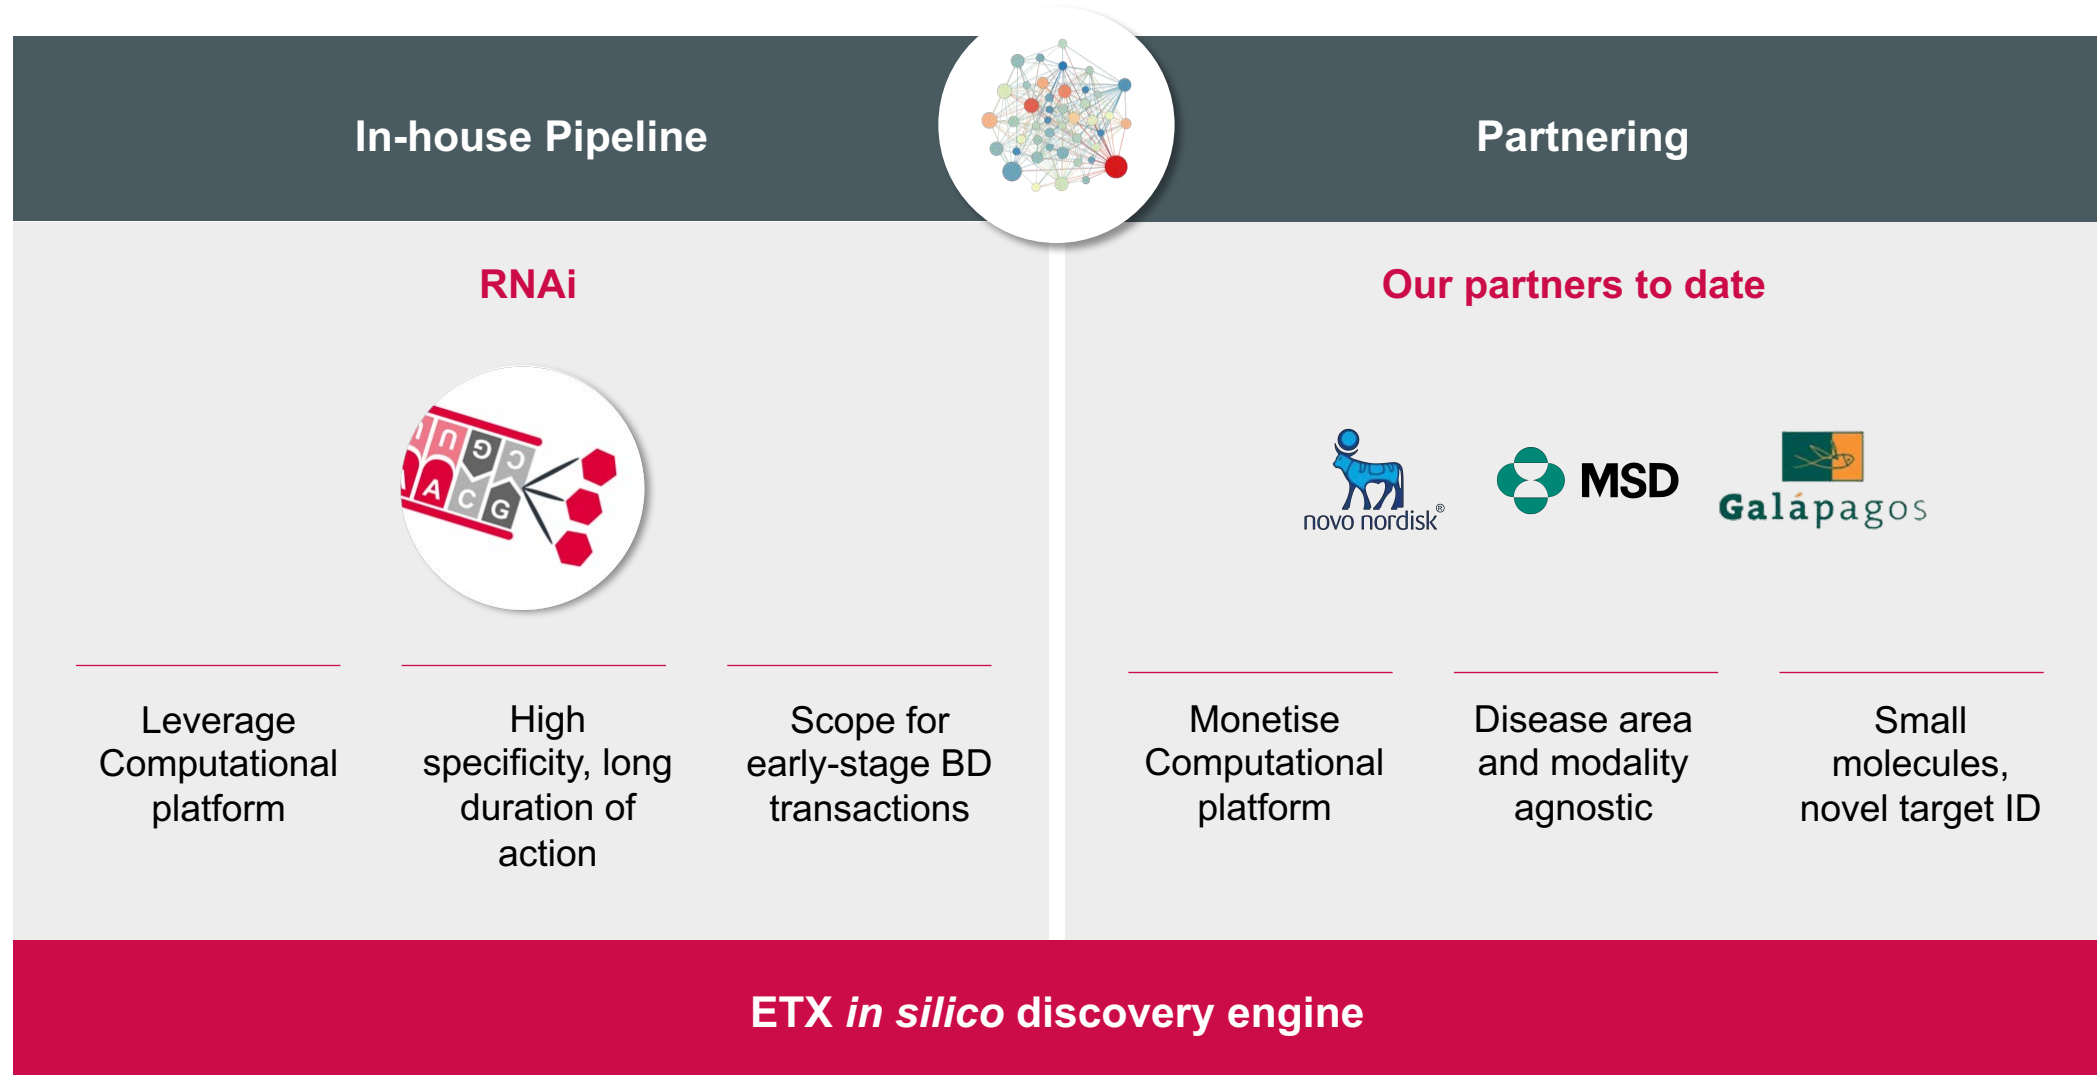 In-house Pipeline
Partnering
RNAi
U G C C
A A C G
Leverage
Computational
platform
High
specificity, long
duration of
action
Scope for
early-stage BD
transactions
Our partners to date
novo nordisk®
MSD
Galápagos
Monetise
Computational
platform
Disease area
and modality
agnostic
Small
molecules,
novel target ID
ETX in silico discovery engine